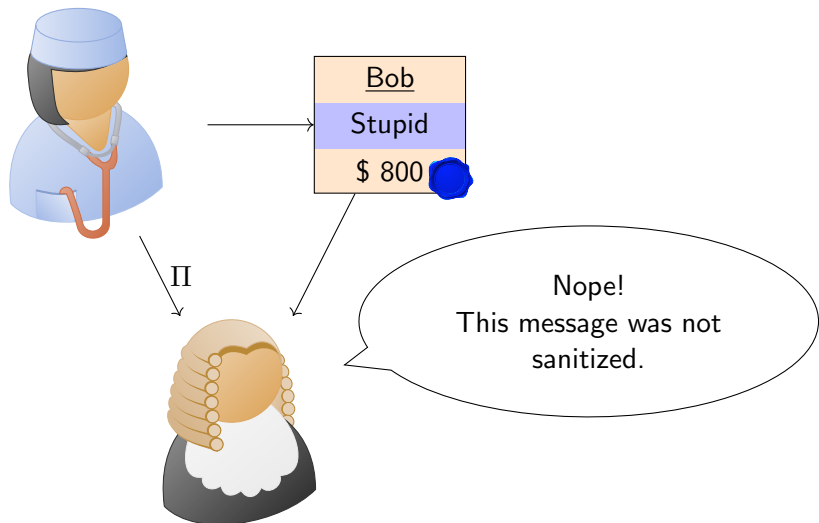 Bob
Stupid
$ 800
Π
Nope!
This message was not
sanitized.